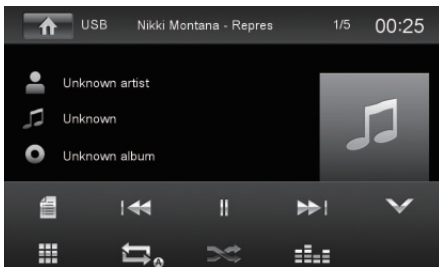 USB Nikki Montana - Repres 1/5 00:25
Unknown artist
Unknown
Unknown album